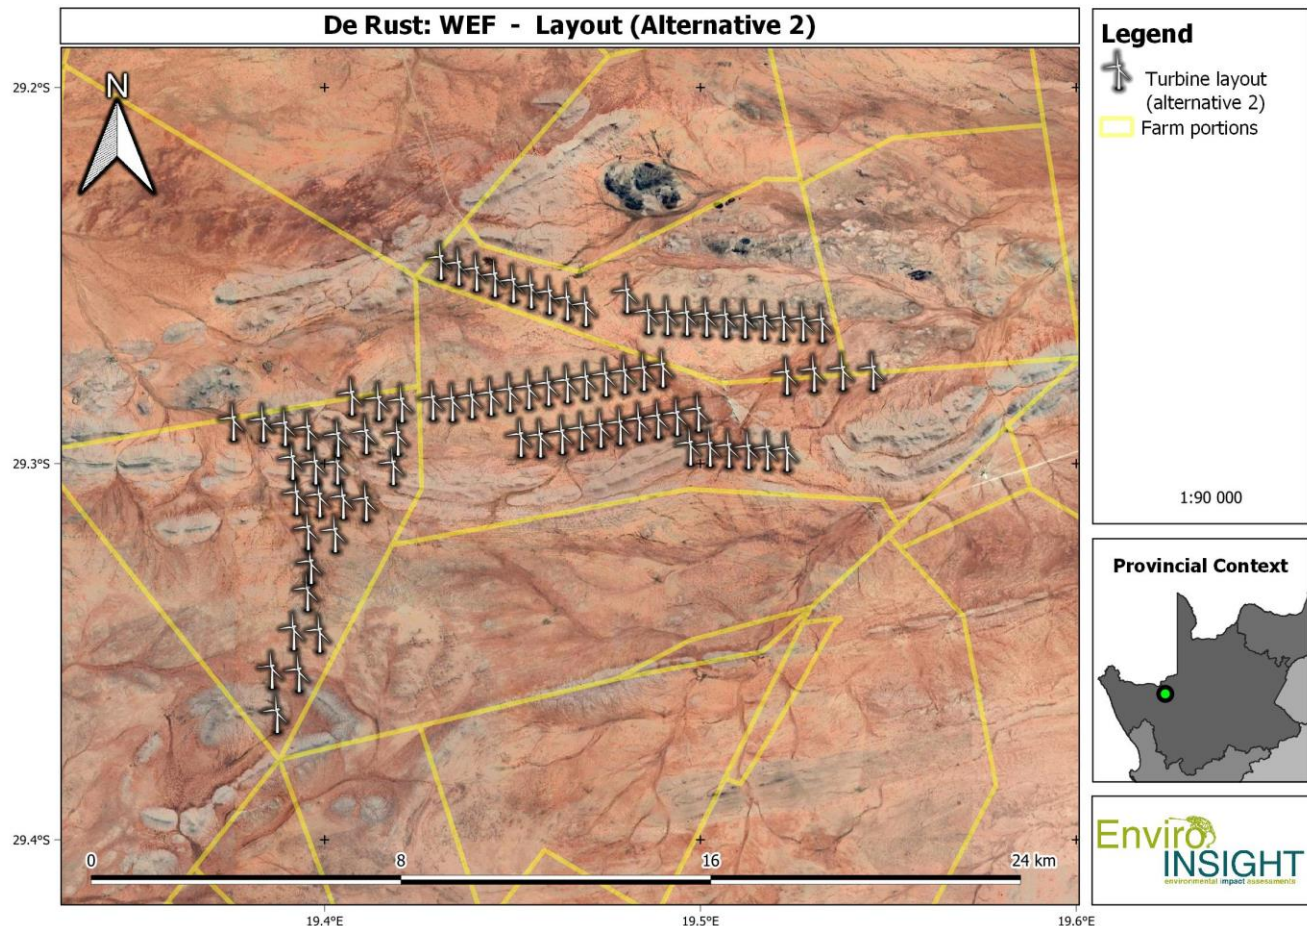 De Rust: WEF - Layout (Alternative 2)
Legend
Turbine layout
(alternative 2)
Farm portions
1:90 000
Provincial Context
Enviro
INSIGHT
environmental impact assessments
N
29.2°S
29.3°S
29.4°S
0
8
16
24 km
19.4°E
19.5°E
19.6°E